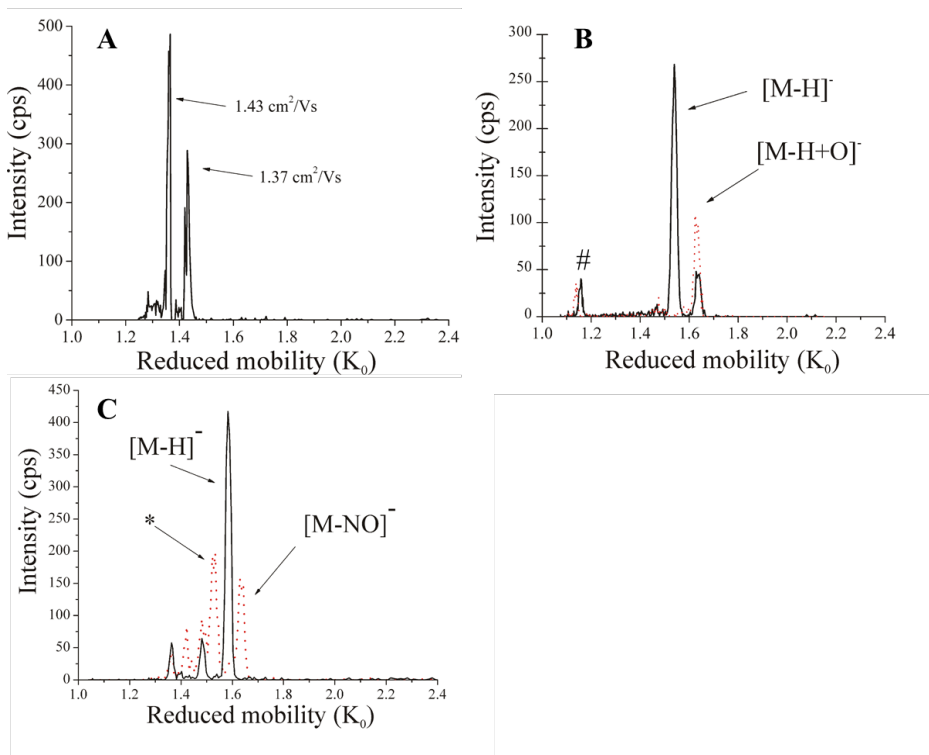 A
Intensity (cps)
500
400
300
200
100
0
1.43 cm²/Vs
1.37 cm²/Vs
1.0 1.2 1.4 1.6 1.8 2.0 2.2 2.4
Reduced mobility (K₀)
B
Intensity (cps)
300
250
200
150
100
50
0
[M-H]⁻
[M-H+O]⁻
#
1.0 1.2 1.4 1.6 1.8 2.0 2.2 2.4
Reduced mobility (K₀)
C
Intensity (cps)
450
400
350
300
250
200
150
100
50
0
[M-H]⁻
*
[M-NO]⁻
1.0 1.2 1.4 1.6 1.8 2.0 2.2 2.4
Reduced mobility (K₀)